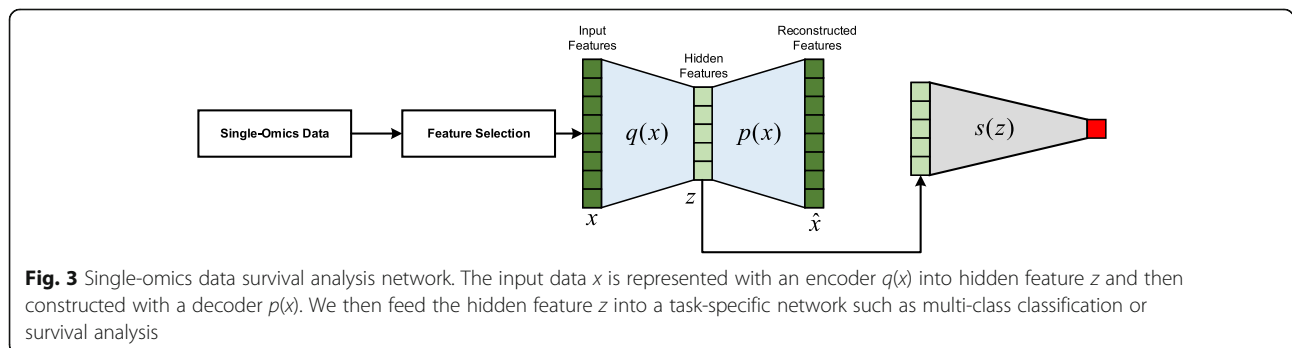 Input
Features
Hidden
Features
Reconstructed
Features
Single-Omics Data
Feature Selection
q(x)
p(x)
s(z)
x
z
x̂
Fig. 3 Single-omics data survival analysis network. The input data x is represented with an encoder q(x) into hidden feature z and then
constructed with a decoder p(x). We then feed the hidden feature z into a task-specific network such as multi-class classification or
survival analysis